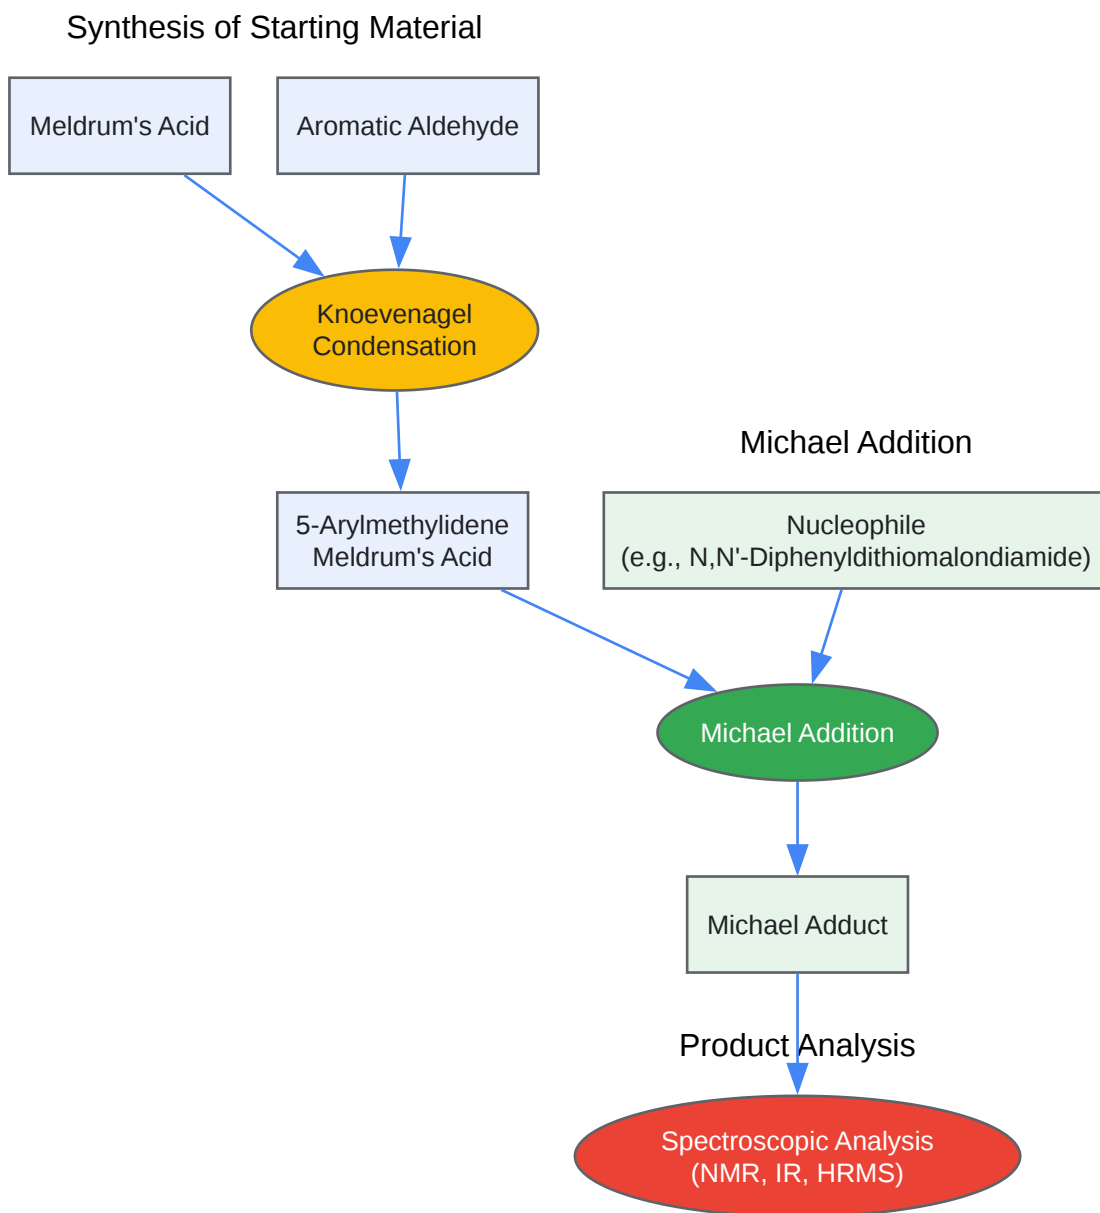 Synthesis of Starting Material
Meldrum's Acid
Aromatic Aldehyde
Knoevenagel
Condensation
Michael Addition
5-Arylmethylidene
Meldrum's Acid
Nucleophile
(e.g., N,N'-Diphenyldithiomalondiamide)
Michael Addition
Michael Adduct
Product Analysis
Spectroscopic Analysis
(NMR, IR, HRMS)